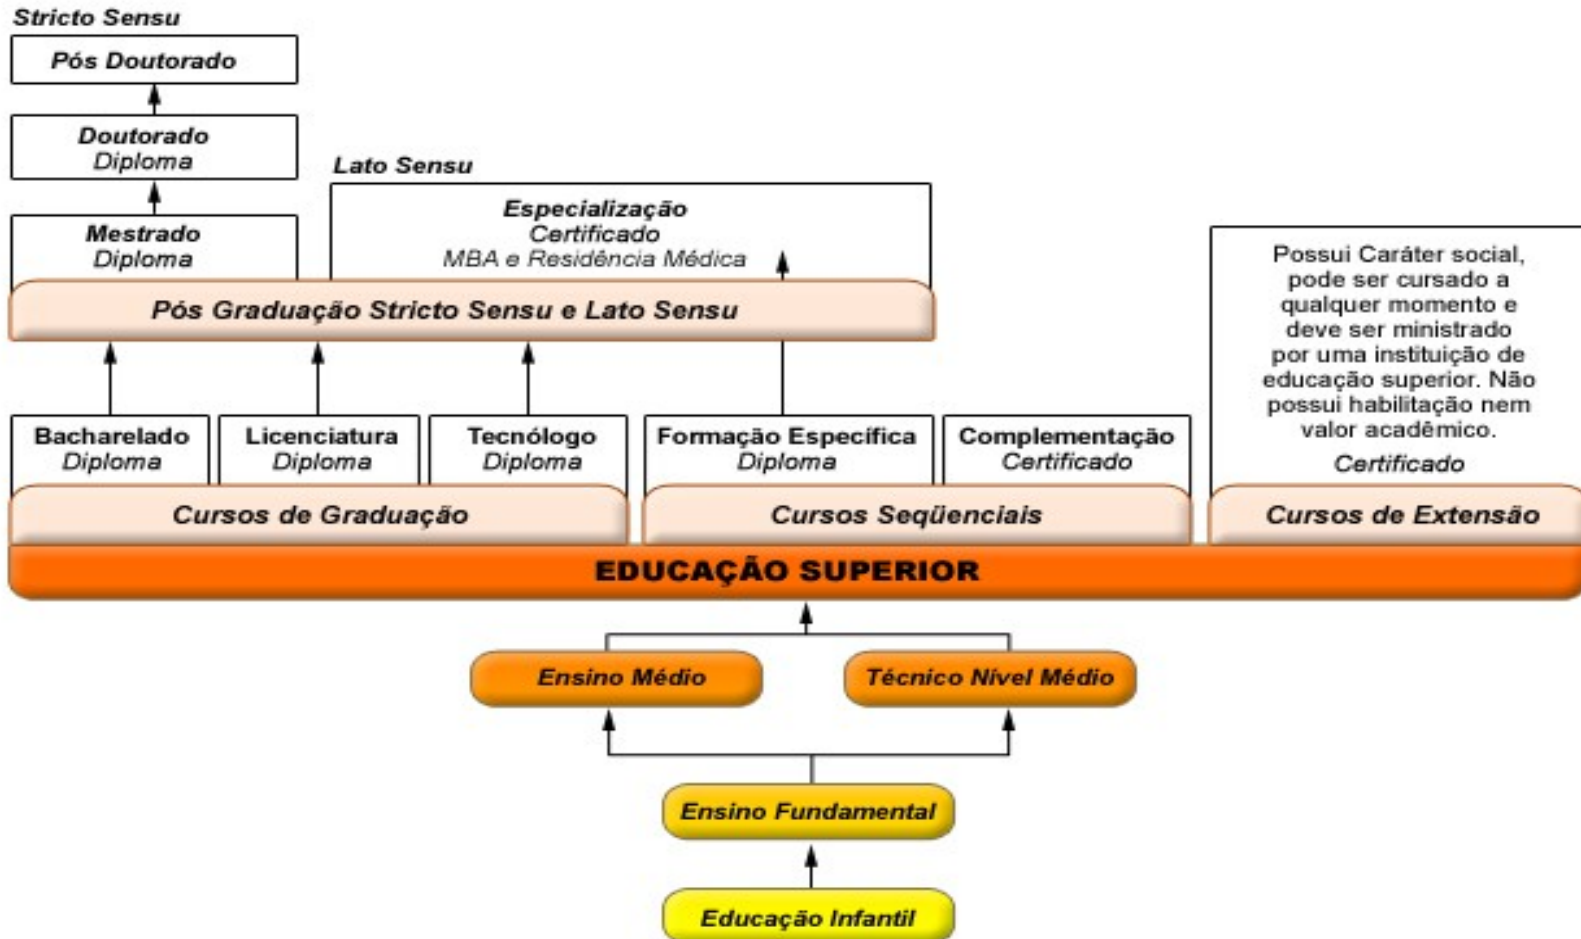 Stricto Sensu
Pós Doutorado
Doutorado
Diploma
Mestrado
Diploma
Lato Sensu
Especialização
Certificado
MBA e Residência Médica
Pós Graduação Stricto Sensu e Lato Sensu
Bacharelado
Diploma
Licenciatura
Diploma
Tecnólogo
Diploma
Formação Específica
Diploma
Complementação
Certificado
Possui Caráter social,
pode ser cursado a
qualquer momento e
deve ser ministrado
por uma instituição de
educação superior. Não
possui habilitação nem
valor acadêmico.
Certificado
Cursos de Graduação
Cursos Seqüenciais
Cursos de Extensão
EDUCAÇÃO SUPERIOR
Ensino Médio
Técnico Nível Médio
Ensino Fundamental
Educação Infantil